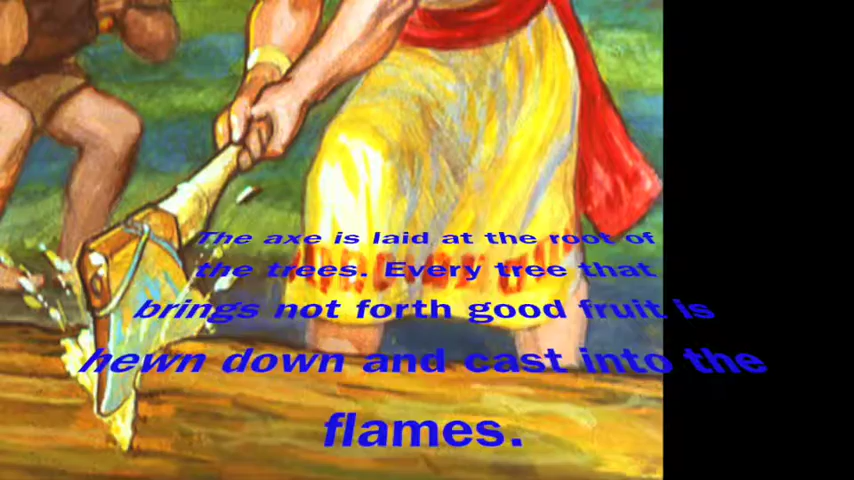 The axe is laid at the root of
the trees. Every tree that
brings not forth good fruit is
hewn down and cast into the
flames.